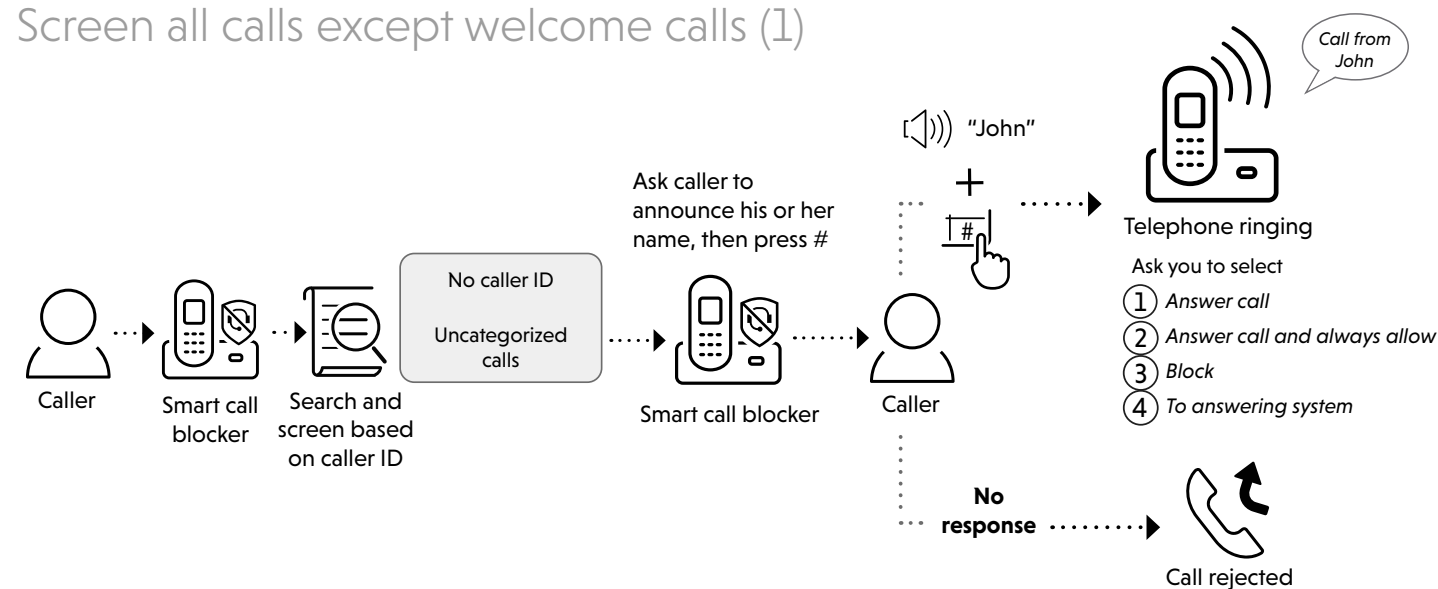 Screen all calls except welcome calls (1)
Call from
John
"John"
+
#
Ask caller to
announce his or her
name, then press #
Telephone ringing
Ask you to select
1 Answer call
2 Answer call and always allow
3 Block
4 To answering system
No caller ID
Uncategorized
calls
Caller
Smart call
blocker
Search and
screen based
on caller ID
Smart call blocker
Caller
No
response
Call rejected